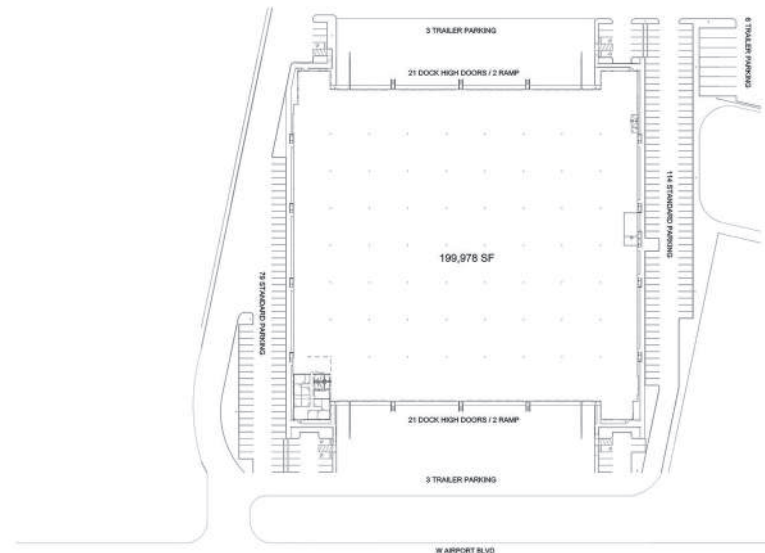 3 TRAILER PARKING
6 TRAILER PARKING
21 DOCK HIGH DOORS / 2 RAMP
114 STANDARD PARKING
199,978 SF
79 STANDARD PARKING
21 DOCK HIGH DOORS / 2 RAMP
3 TRAILER PARKING
W AIRPORT BLVD